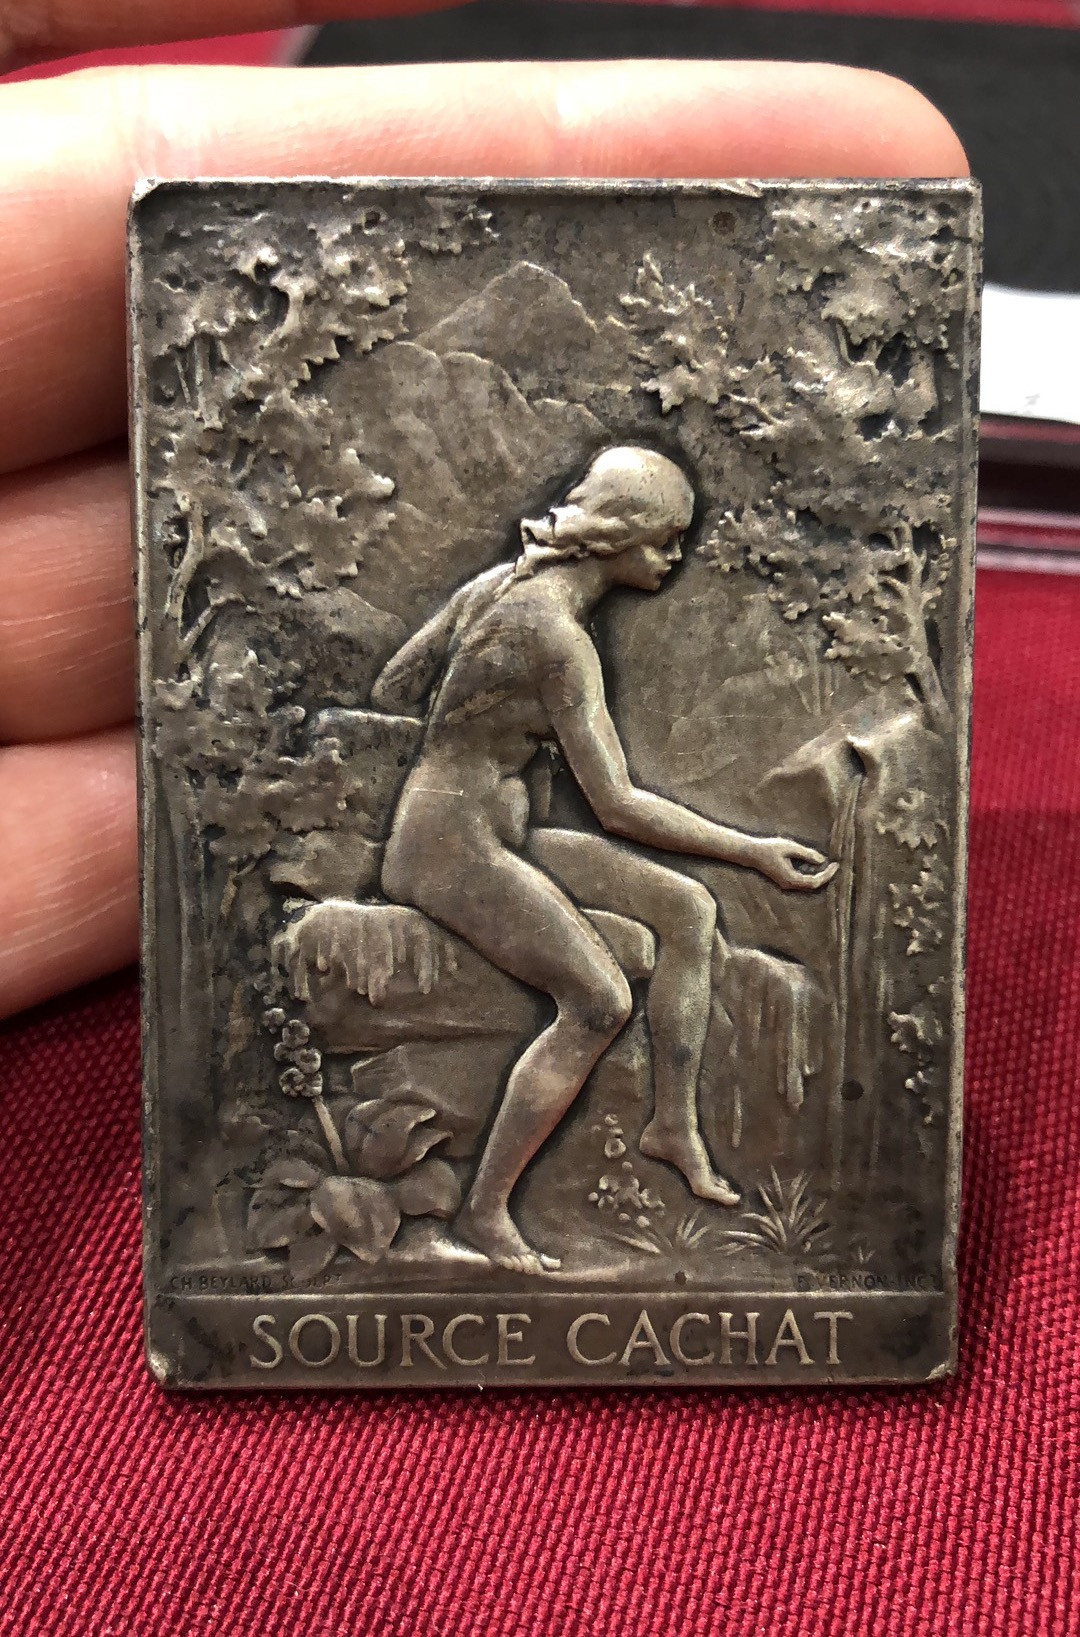 CH BEYLARD SCULPT
F. VERNON·INC
SOURCE CACHAT